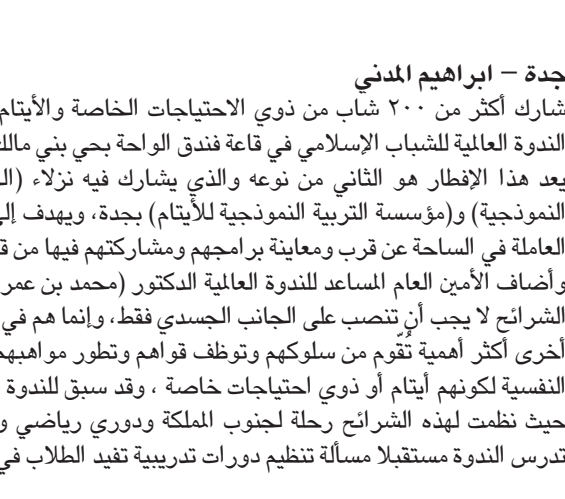 جدة – ابراهيم المدني
شارك أكثر من ٢٠٠ شاب من ذوي الاحتياجات الخاصة والأيتام
الندوة العالمية للشباب الإسلامي في قاعة فندق الواحة بحي بني مالك
يعد هذا الإفطار هو الثاني من نوعه والذي يشارك فيه نزلاء
النموذجية) و(مؤسسة التربية النموذجية للأيتام) بجدة، ويهدف إلى
العاملة في الساحة عن قرب ومعاينة برامجهم ومشاركتهم فيها من
وأضاف الأمين العام المساعد للندوة العالمية الدكتور (محمد بن عمر
الشرائح لا يجب أن تنصب على الجانب الجسدي فقط، وإنما هم في
أخرى أكثر أهمية تُقّوم من سلوكهم وتوظف قواهم وتطور مواهبهم
النفسية لكونهم أيتام أو ذوي احتياجات خاصة ، وقد سبق للندوة
حيث نظمت لهذه الشرائح رحلة لجنوب المملكة ودوري رياضي و
تدرس الندوة مستقبلا مسألة تنظيم دورات تدريبية تفيد الطلاب في